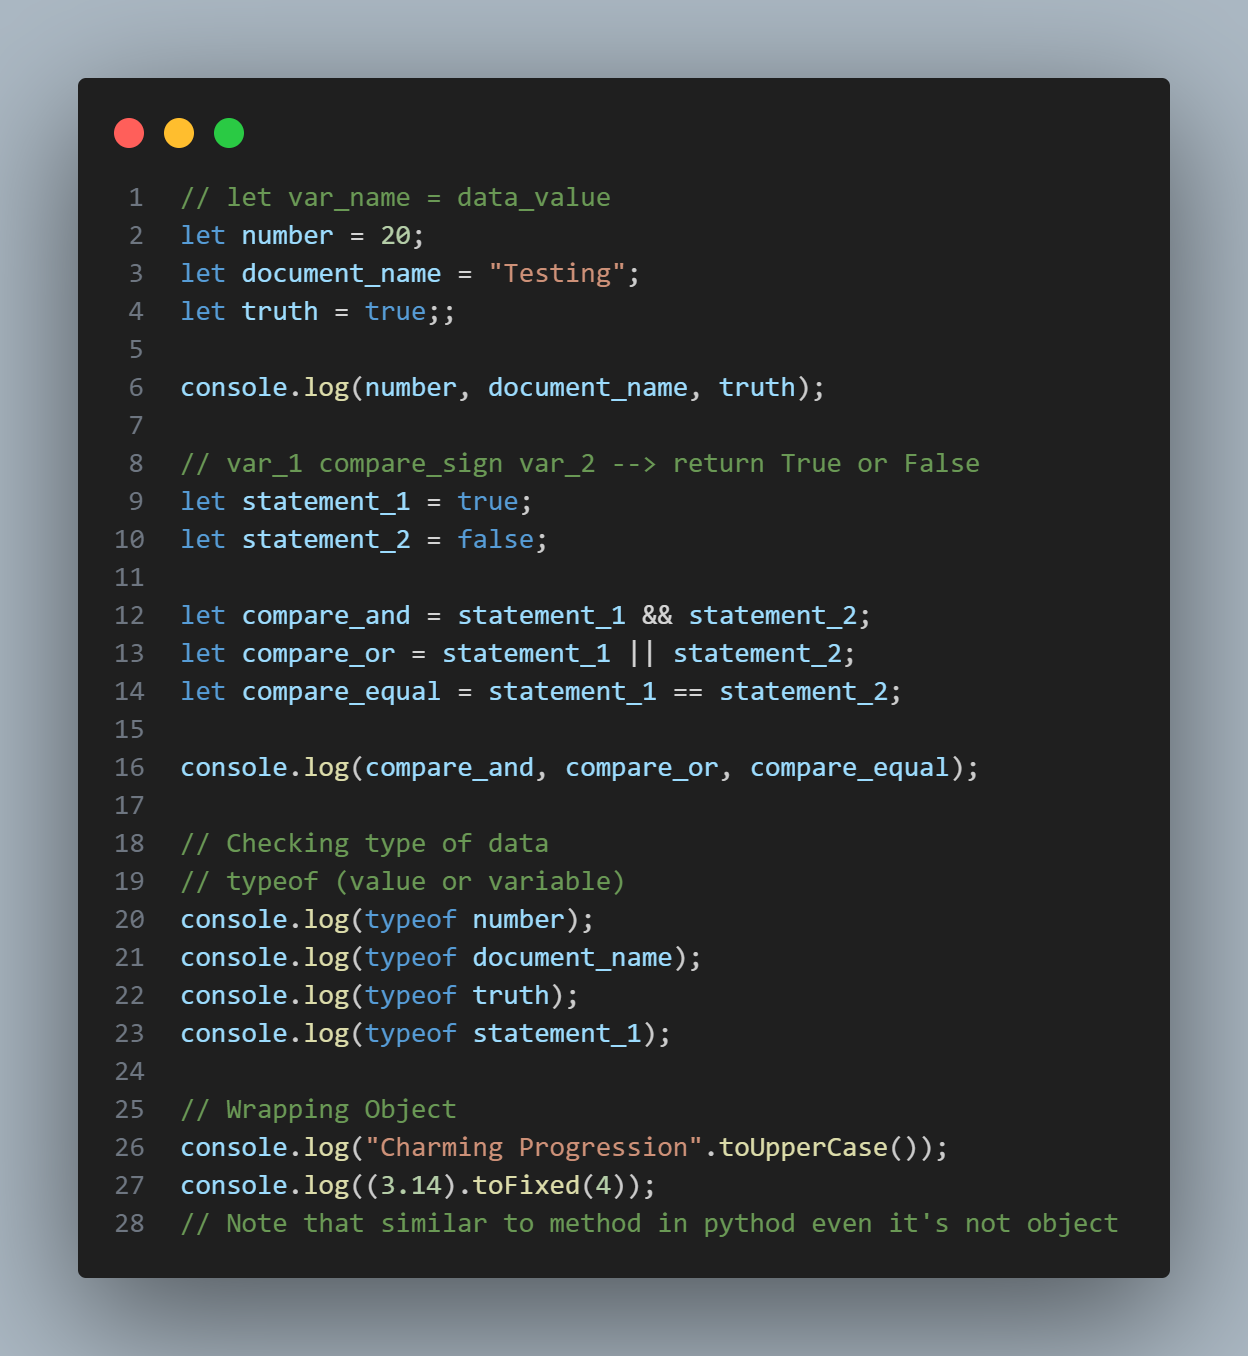 1 // let var_name = data_value
2 let number = 20;
3 let document_name = "Testing";
4 let truth = true;;
5
6 console.log(number, document_name, truth);
7
8 // var_1 compare_sign var_2 --> return True or False
9 let statement_1 = true;
10 let statement_2 = false;
11
12 let compare_and = statement_1 && statement_2;
13 let compare_or = statement_1 || statement_2;
14 let compare_equal = statement_1 == statement_2;
15
16 console.log(compare_and, compare_or, compare_equal);
17
18 // Checking type of data
19 // typeof (value or variable)
20 console.log(typeof number);
21 console.log(typeof document_name);
22 console.log(typeof truth);
23 console.log(typeof statement_1);
24
25 // Wrapping Object
26 console.log("Charming Progression".toUpperCase());
27 console.log((3.14).toFixed(4));
28 // Note that similar to method in pythod even it's not object